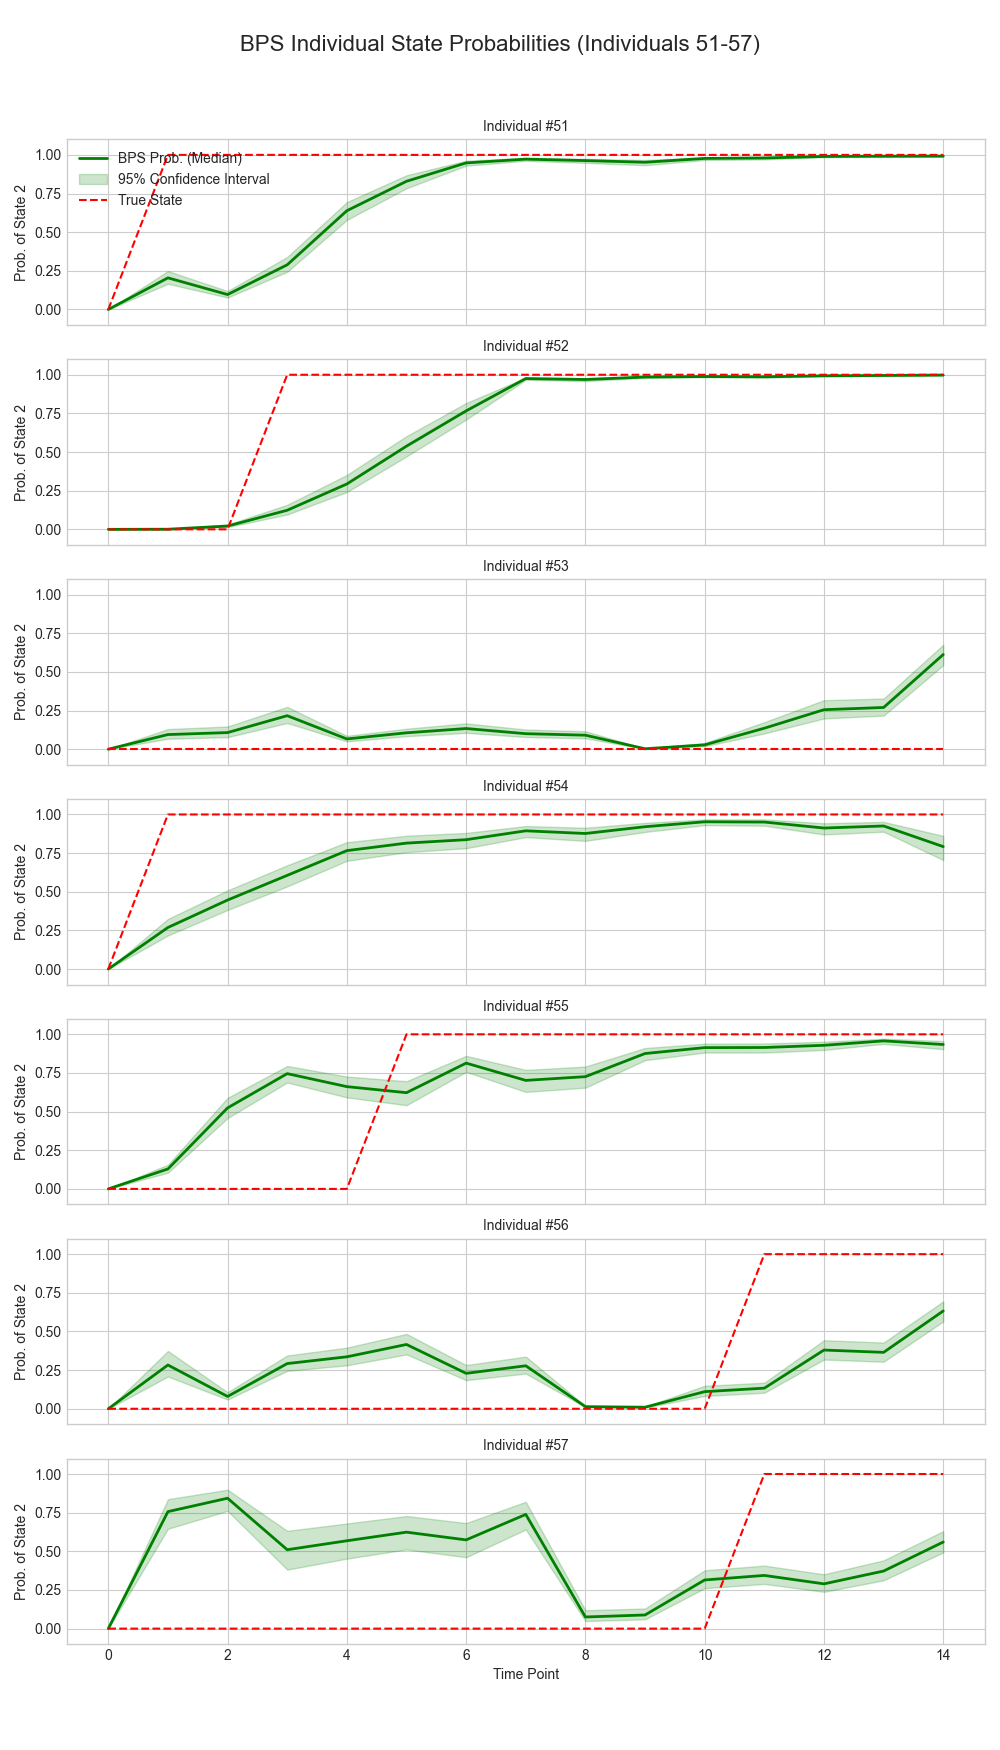 BPS Individual State Probabilities (Individuals 51-57)
Individual #51
BPS Prob. (Median)
95% Confidence Interval
True State
Prob. of State 2
1.00
0.75
0.50
0.25
0.00
Individual #52
Prob. of State 2
1.00
0.75
0.50
0.25
0.00
Individual #53
Prob. of State 2
1.00
0.75
0.50
0.25
0.00
Individual #54
Prob. of State 2
1.00
0.75
0.50
0.25
0.00
Individual #55
Prob. of State 2
1.00
0.75
0.50
0.25
0.00
Individual #56
Prob. of State 2
1.00
0.75
0.50
0.25
0.00
Individual #57
Prob. of State 2
1.00
0.75
0.50
0.25
0.00
0 2 4 6 8 10 12 14
Time Point